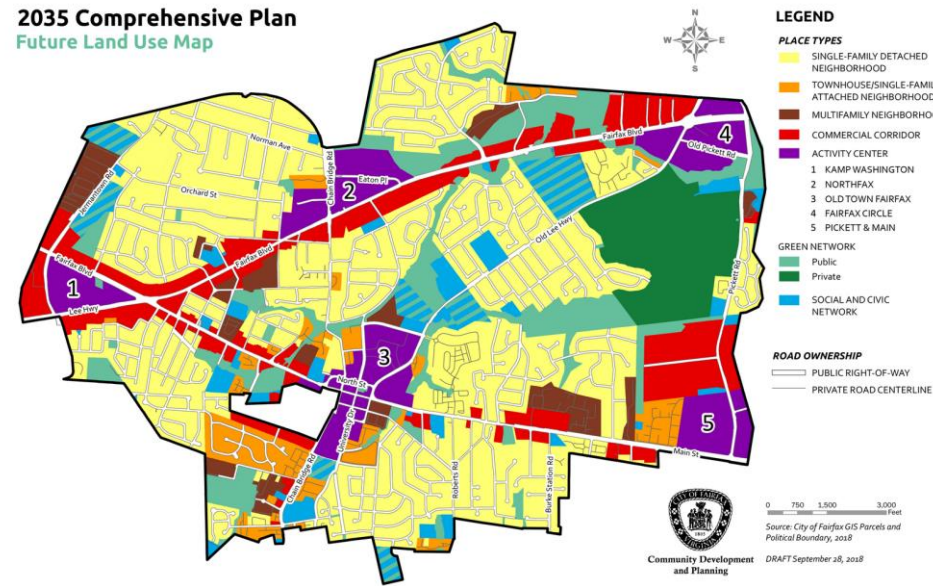 2035 Comprehensive Plan
Future Land Use Map
N
W
E
S
LEGEND
PLACE TYPES
SINGLE-FAMILY DETACHED
NEIGHBORHOOD
TOWNHOUSE/SINGLE-FAMIL
ATTACHED NEIGHBORHOOD
MULTIFAMILY NEIGHBORHO
COMMERCIAL CORRIDOR
ACTIVITY CENTER
1 KAMP WASHINGTON
2 NORTHFAX
3 OLD TOWN FAIRFAX
4 FAIRFAX CIRCLE
5 PICKETT & MAIN
GREEN NETWORK
Public
Private
SOCIAL AND CIVIC
NETWORK
ROAD OWNERSHIP
PUBLIC RIGHT-OF-WAY
PRIVATE ROAD CENTERLINE
Norman Ave
Chain Bridge Rd
Fairfax Blvd
4
Old Pickett Rd
Jermantown Rd
Orchard St
Eaton Pl
2
Old Lee Hwy
Fairfax Blvd
Fairfax Blvd
Pickett Rd
1
Lee Hwy
3
North St
University Dr
5
Main St
Chain Bridge Rd
Roberts Rd
Burke Station Rd
CITY OF FAIRFAX
VIRGINIA
Community Development
and Planning
0 750 1,500 3,000
Feet
Source: City of Fairfax GIS Parcels and
Political Boundary, 2018
DRAFT September 28, 2018